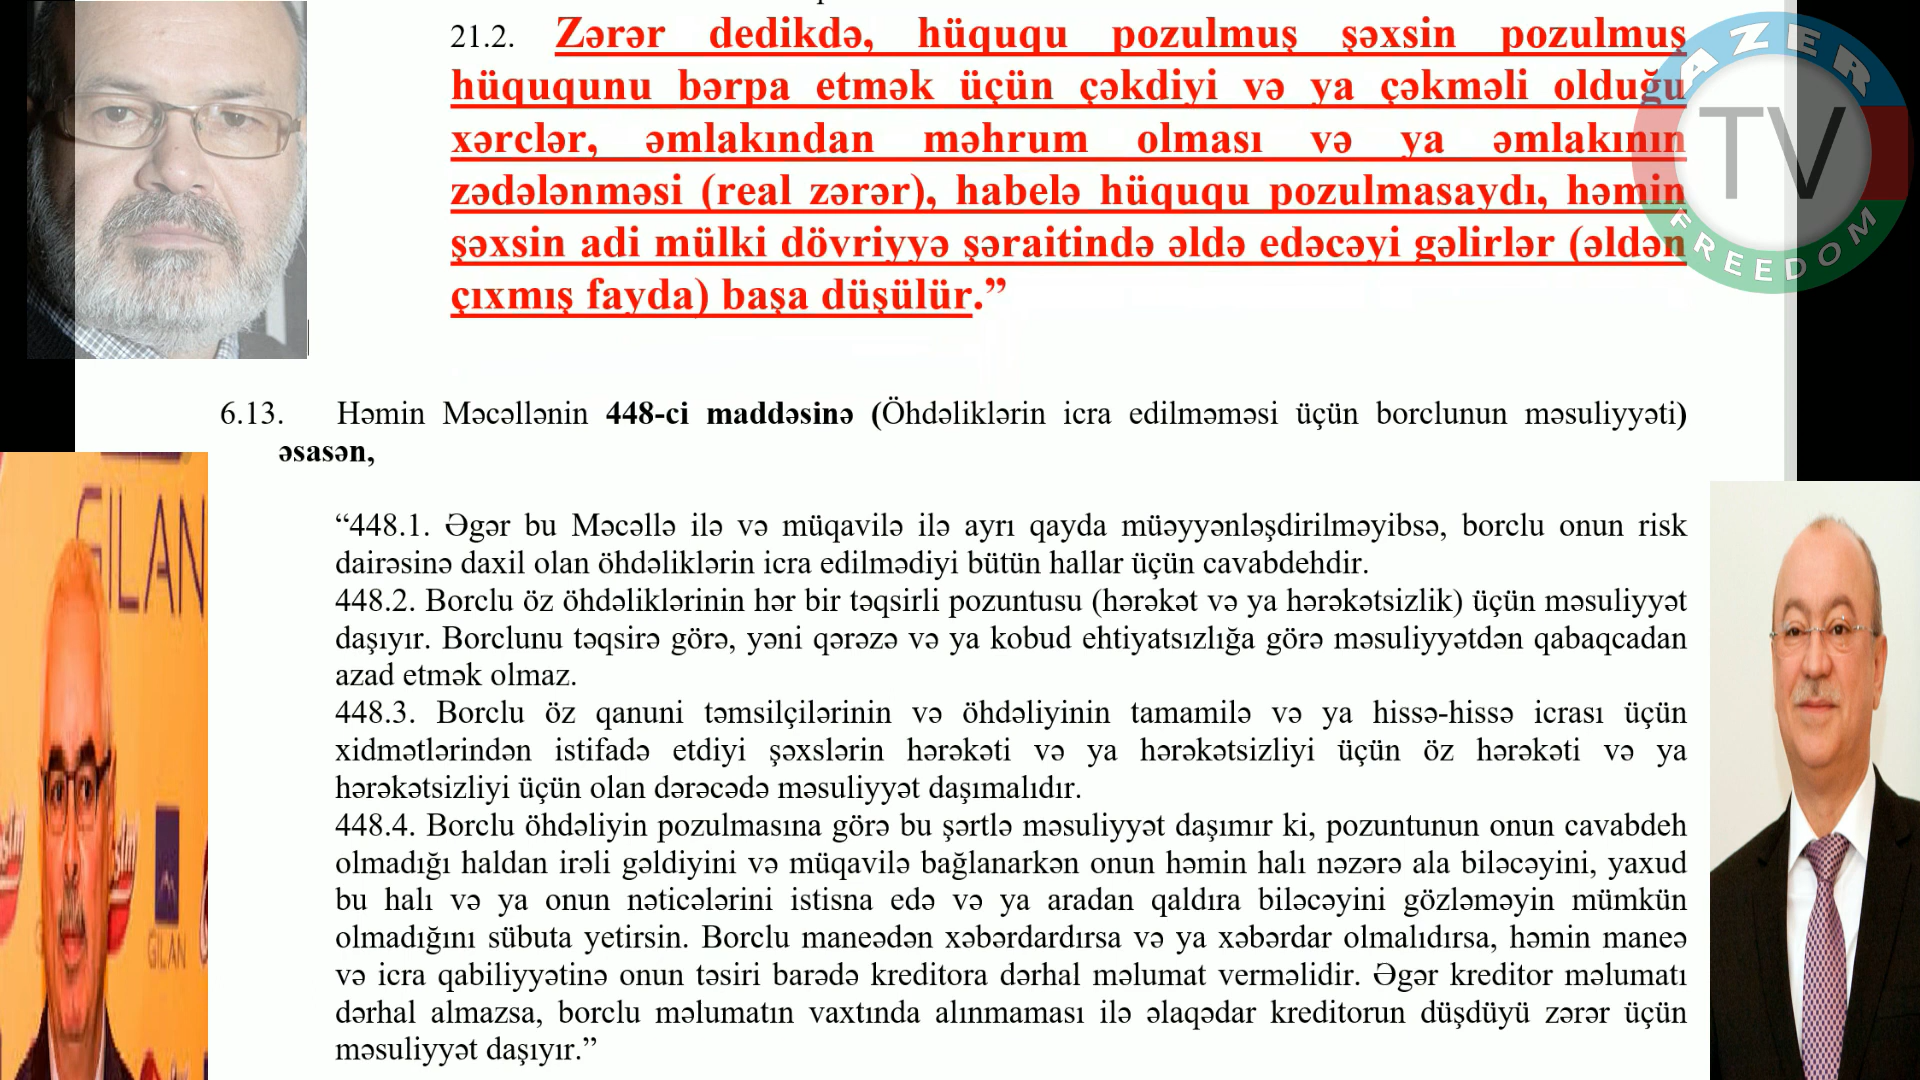 21.2. Zərər dedikdə, hüququ pozulmuş şəxsin pozulmuş
hüququnu bərpa etmək üçün çəkdiyi və ya çəkməli olduğu
xərclər, əmlakından məhrum olması və ya əmlakının
zədələnməsi (real zərər), habelə hüququ pozulmasaydı, həmin
şəxsin adi mülki dövriyyə şəraitində əldə edəcəyi gəlirlər (əldən
çıxmış fayda) başa düşülür.”
AZER
TV
FREEDOM
6.13. Həmin Məcəllənin 448-ci maddəsinə (Öhdəliklərin icra edilməməsi üçün borclunun məsuliyyəti)
əsasən,
“448.1. Əgər bu Məcəllə ilə və müqavilə ilə ayrı qayda müəyyənləşdirilməyibsə, borclu onun risk
dairəsinə daxil olan öhdəliklərin icra edilmədiyi bütün hallar üçün cavabdehdir.
448.2. Borclu öz öhdəliklərinin hər bir təqsirli pozuntusu (hərəkət və ya hərəkətsizlik) üçün məsuliyyət
daşıyır. Borclunu təqsirə görə, yəni qərəzə və ya kobud ehtiyatsızlığa görə məsuliyyətdən qabaqcadan
azad etmək olmaz.
448.3. Borclu öz qanuni təmsilçilərinin və öhdəliyinin tamamilə və ya hissə-hissə icrası üçün
xidmətlərindən istifadə etdiyi şəxslərin hərəkəti və ya hərəkətsizliyi üçün öz hərəkəti və ya
hərəkətsizliyi üçün olan dərəcədə məsuliyyət daşımalıdır.
448.4. Borclu öhdəliyin pozulmasına görə bu şərtlə məsuliyyət daşımır ki, pozuntunun onun cavabdeh
olmadığı haldan irəli gəldiyini və müqavilə bağlanarkən onun həmin halı nəzərə ala biləcəyini, yaxud
bu halı və ya onun nəticələrini istisna edə və ya aradan qaldıra biləcəyini gözləməyin mümkün
olmadığını sübuta yetirsin. Borclu maneədən xəbərdardırsa və ya xəbərdar olmalıdırsa, həmin maneə
və icra qabiliyyətinə onun təsiri barədə kreditora dərhal məlumat verməlidir. Əgər kreditor məlumatı
dərhal almazsa, borclu məlumatın vaxtında alınmaması ilə əlaqədar kreditorun düşdüyü zərər üçün
məsuliyyət daşıyır.”
GILAN
GILAN